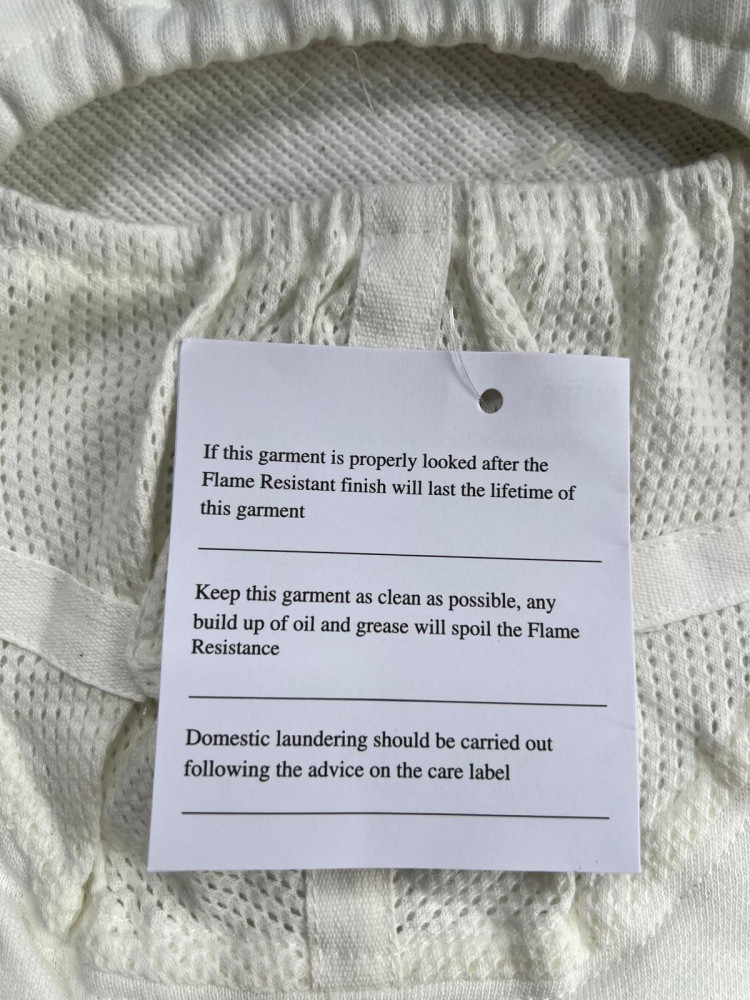 If this garment is properly looked after the
Flame Resistant finish will last the lifetime of
this garment
Keep this garment as clean as possible, any
build up of oil and grease will spoil the Flame
Resistance
Domestic laundering should be carried out
following the advice on the care label